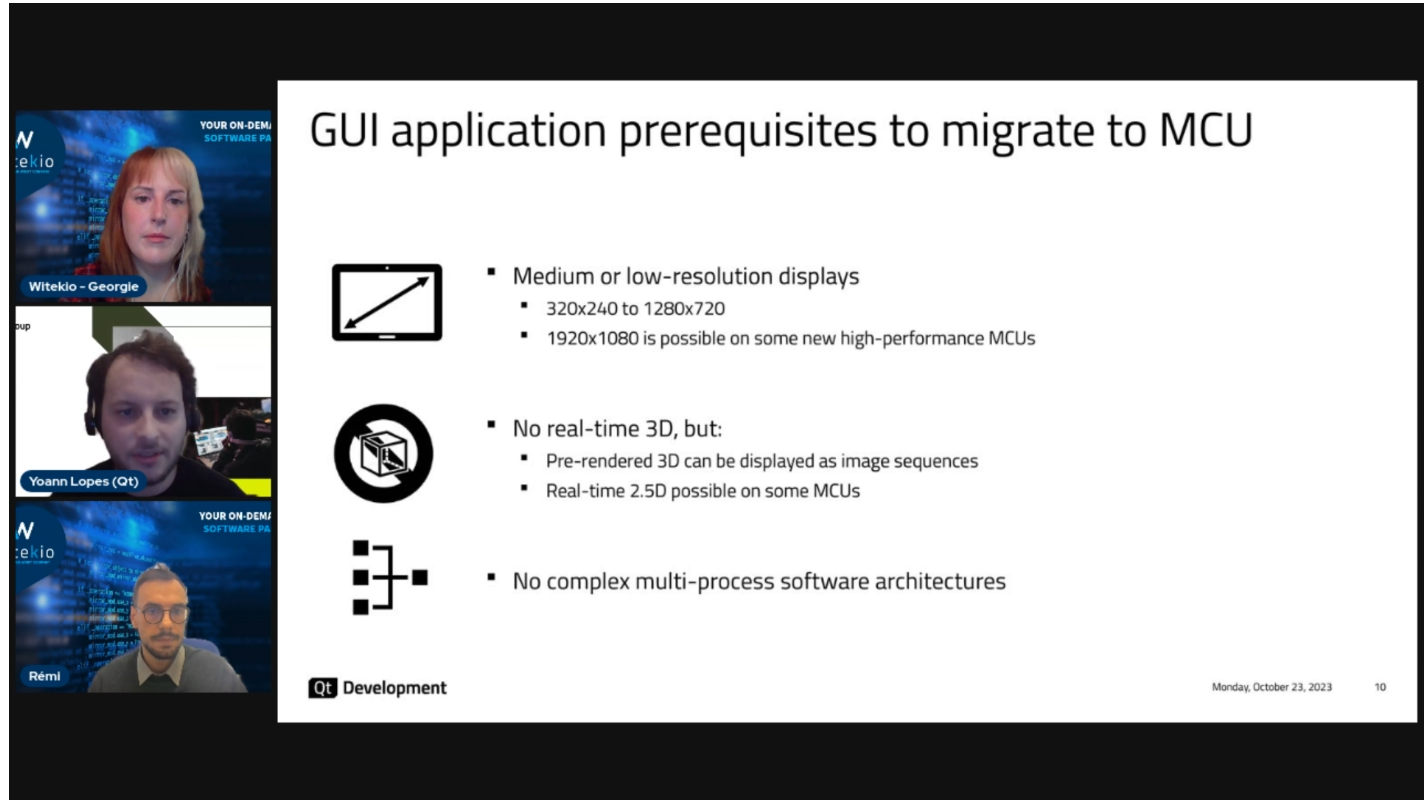 GUI application prerequisites to migrate to MCU
YOUR ON-DEMA
SOFTWARE PA
W
tekio
Witekio - Georgie
Medium or low-resolution displays
320x240 to 1280x720
1920x1080 is possible on some new high-performance MCUs
oup
Yoann Lopes (Qt)
No real-time 3D, but:
Pre-rendered 3D can be displayed as image sequences
Real-time 2.5D possible on some MCUs
YOUR ON-DEMA
SOFTWARE PA
W
tekio
Rémi
No complex multi-process software architectures
Qt Development
Monday, October 23, 2023
10